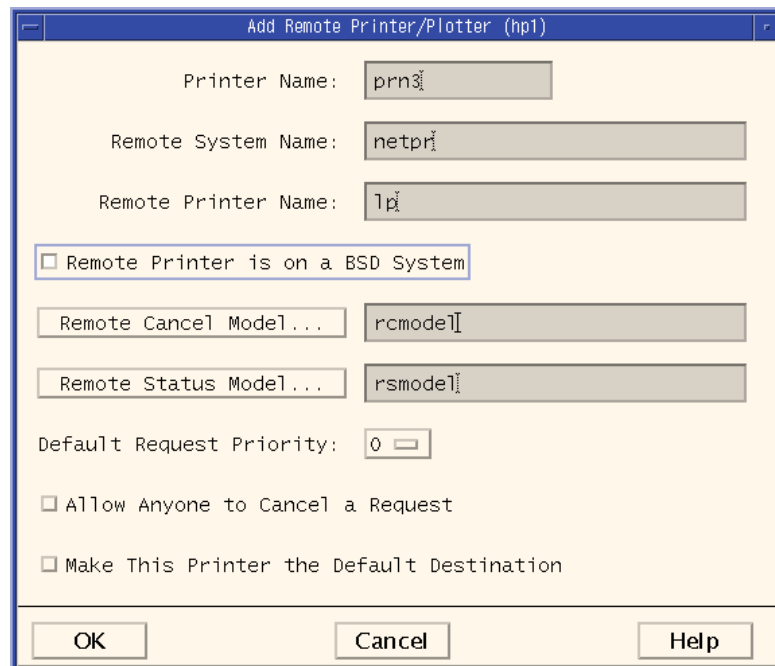 Add Remote Printer/Plotter (hp1)
Printer Name: prn3
Remote System Name: netpr
Remote Printer Name: lp
Remote Printer is on a BSD System
Remote Cancel Model... rcmodel
Remote Status Model... rsmodel
Default Request Priority: 0
Allow Anyone to Cancel a Request
Make This Printer the Default Destination
OK Cancel Help